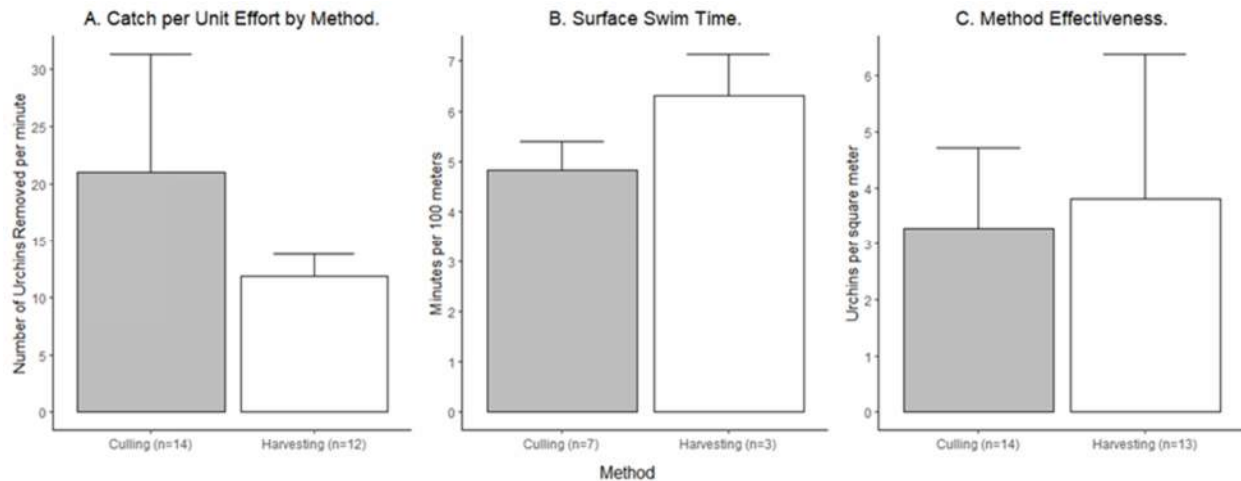 A. Catch per Unit Effort by Method.
Number of Urchins Removed per minute
30
25
20
15
10
5
0
Culling (n=14)
Harvesting (n=12)
B. Surface Swim Time.
Minutes per 100 meters
7
6
5
4
3
2
1
0
Culling (n=7)
Harvesting (n=3)
C. Method Effectiveness.
Urchins per square meter
6
5
4
3
2
1
0
Culling (n=14)
Harvesting (n=13)
Method